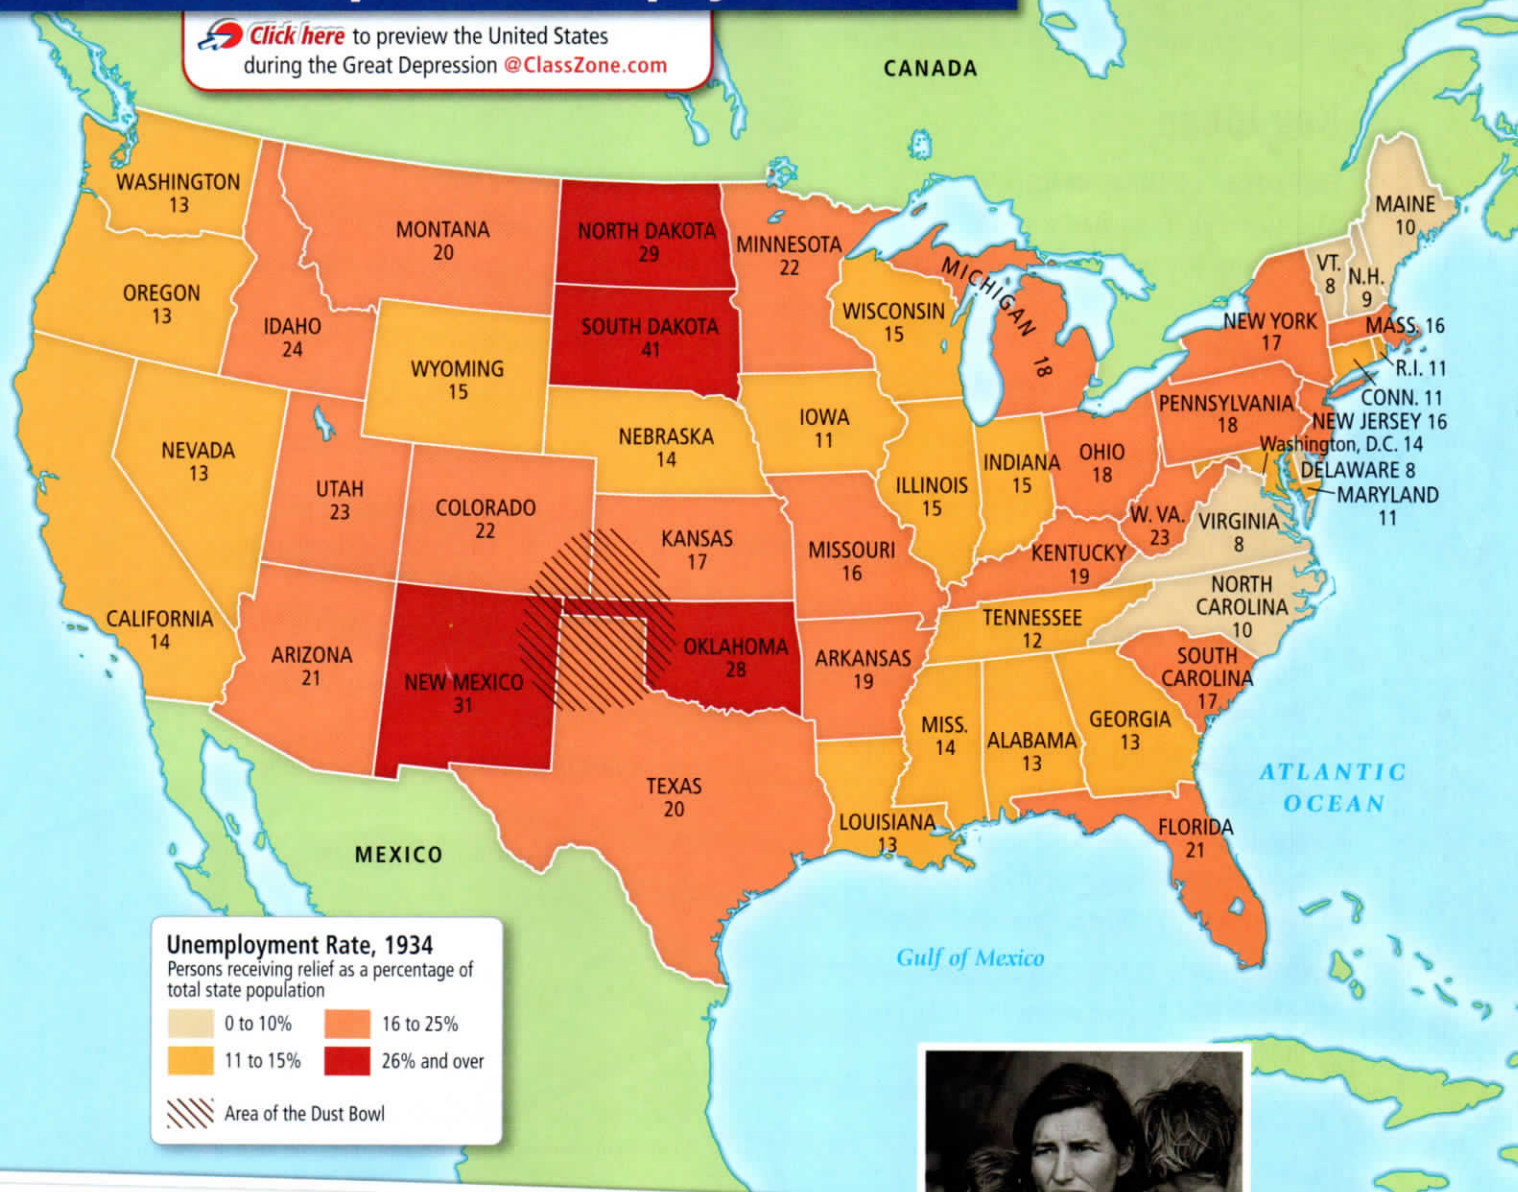 Click here to preview the United States
during the Great Depression @ClassZone.com
CANADA
WASHINGTON
13
MONTANA
20
NORTH DAKOTA
29
MINNESOTA
22
MAINE
10
VT.
8
N.H.
9
OREGON
13
IDAHO
24
SOUTH DAKOTA
41
WISCONSIN
15
MICHIGAN 18
NEW YORK
17
MASS. 16
R.I. 11
CONN. 11
WYOMING
15
IOWA
11
PENNSYLVANIA
18
NEW JERSEY 16
Washington, D.C. 14
DELAWARE 8
MARYLAND
11
NEVADA
13
NEBRASKA
14
ILLINOIS
15
INDIANA
15
OHIO
18
UTAH
23
COLORADO
22
KANSAS
17
MISSOURI
16
KENTUCKY
19
W. VA.
23
VIRGINIA
8
NORTH
CAROLINA
10
CALIFORNIA
14
ARIZONA
21
NEW MEXICO
31
OKLAHOMA
28
ARKANSAS
19
TENNESSEE
12
SOUTH
CAROLINA
17
MISS.
14
ALABAMA
13
GEORGIA
13
TEXAS
20
LOUISIANA
13
FLORIDA
21
ATLANTIC
OCEAN
MEXICO
Gulf of Mexico
Unemployment Rate, 1934
Persons receiving relief as a percentage of
total state population
0 to 10%
16 to 25%
11 to 15%
26% and over
Area of the Dust Bowl